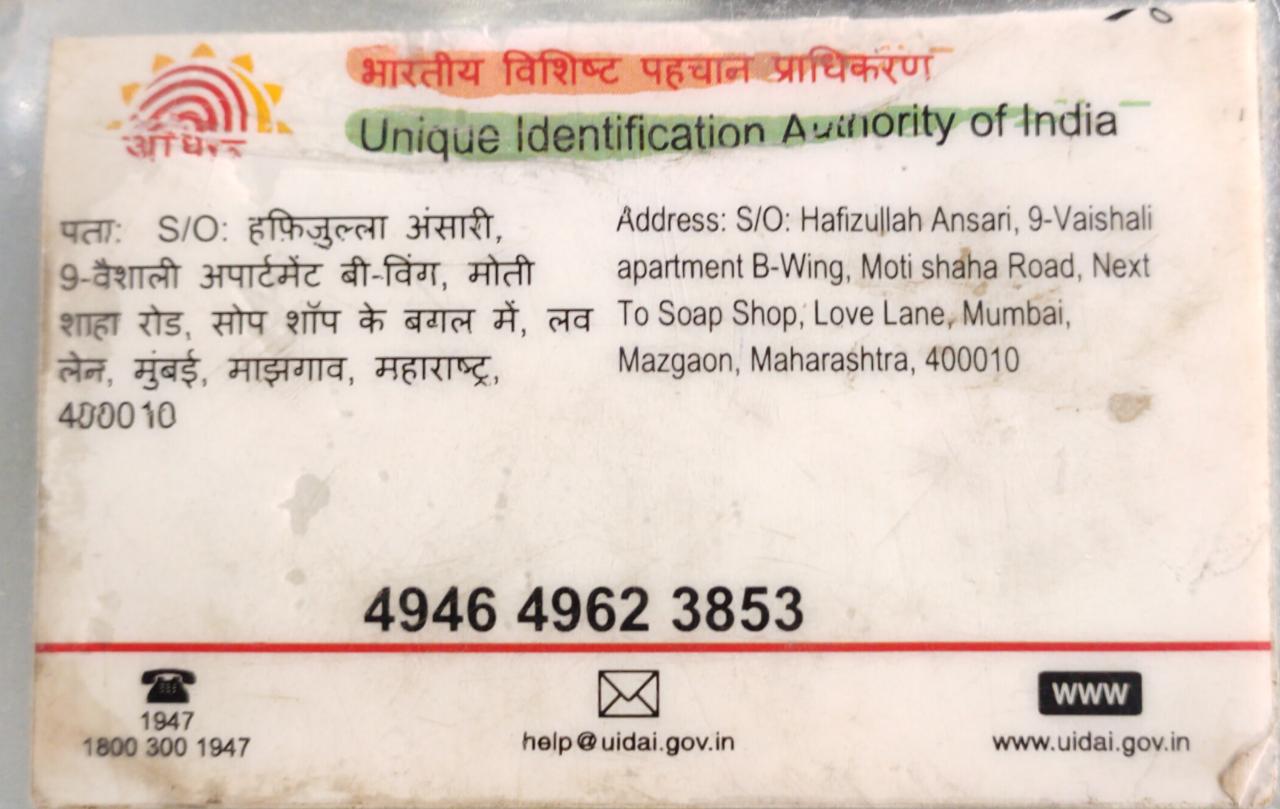 भारतीय विशिष्ट पहचान प्राधिकरण
Unique Identification Authority of India
आधार
पता: S/O: हफ़िज़ुल्ला अंसारी,
9-वैशाली अपार्टमेंट बी-विंग, मोती
शाहा रोड, सोप शॉप के बगल में, लव
लेन, मुंबई, माझगाव, महाराष्ट्र,
400010
Address: S/O: Hafizullah Ansari, 9-Vaishali
apartment B-Wing, Moti shaha Road, Next
To Soap Shop, Love Lane, Mumbai,
Mazgaon, Maharashtra, 400010
4946 4962 3853
1947
1800 300 1947
help@uidai.gov.in
WWW
www.uidai.gov.in